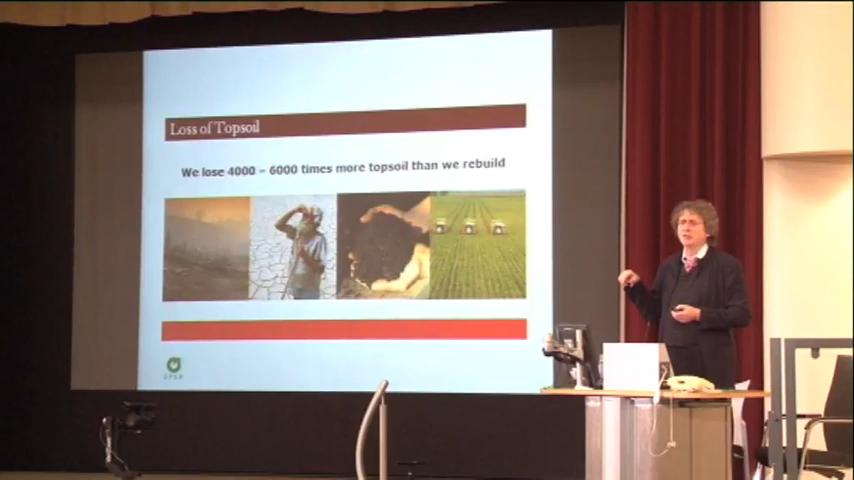 Loss of Topsoil
We lose 4000 – 6000 times more topsoil than we rebuild